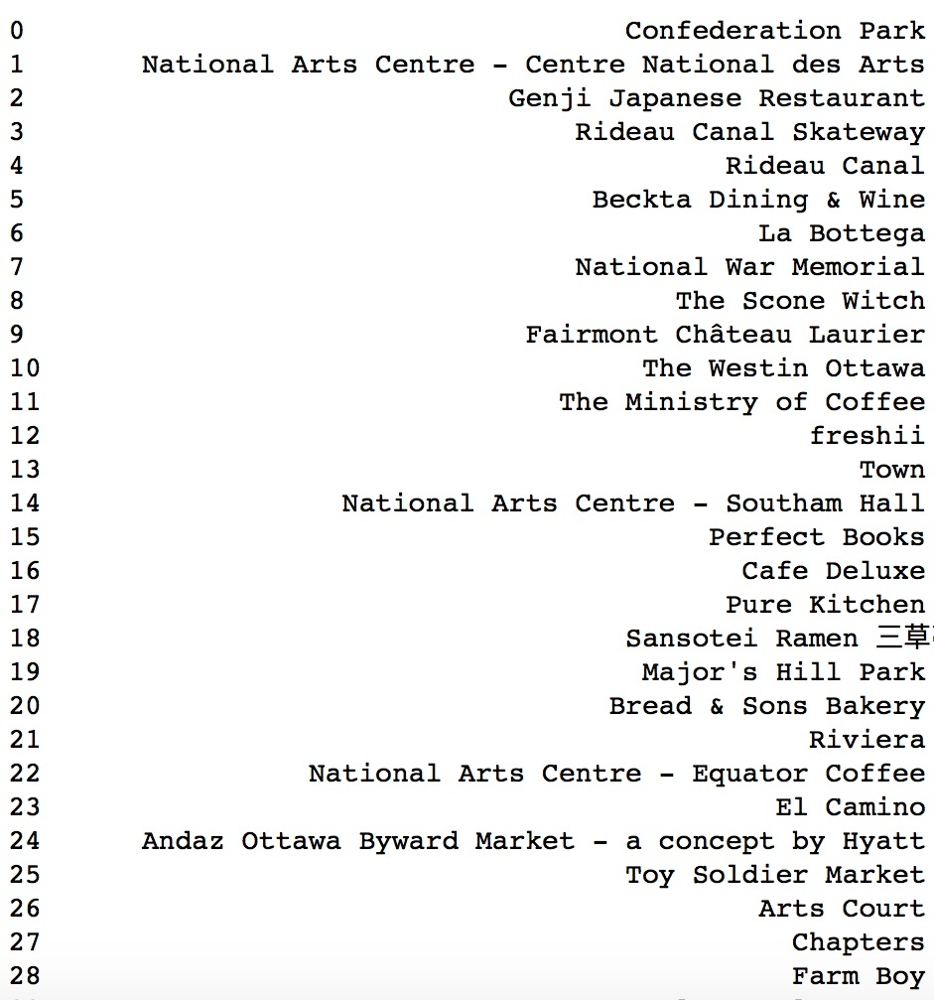 0 Confederation Park
1 National Arts Centre - Centre National des Arts
2 Genji Japanese Restaurant
3 Rideau Canal Skateway
4 Rideau Canal
5 Beckta Dining & Wine
6 La Bottega
7 National War Memorial
8 The Scone Witch
9 Fairmont Château Laurier
10 The Westin Ottawa
11 The Ministry of Coffee
12 freshii
13 Town
14 National Arts Centre - Southam Hall
15 Perfect Books
16 Cafe Deluxe
17 Pure Kitchen
18 Sansotei Ramen 三草
19 Major's Hill Park
20 Bread & Sons Bakery
21 Riviera
22 National Arts Centre - Equator Coffee
23 El Camino
24 Andaz Ottawa Byward Market - a concept by Hyatt
25 Toy Soldier Market
26 Arts Court
27 Chapters
28 Farm Boy